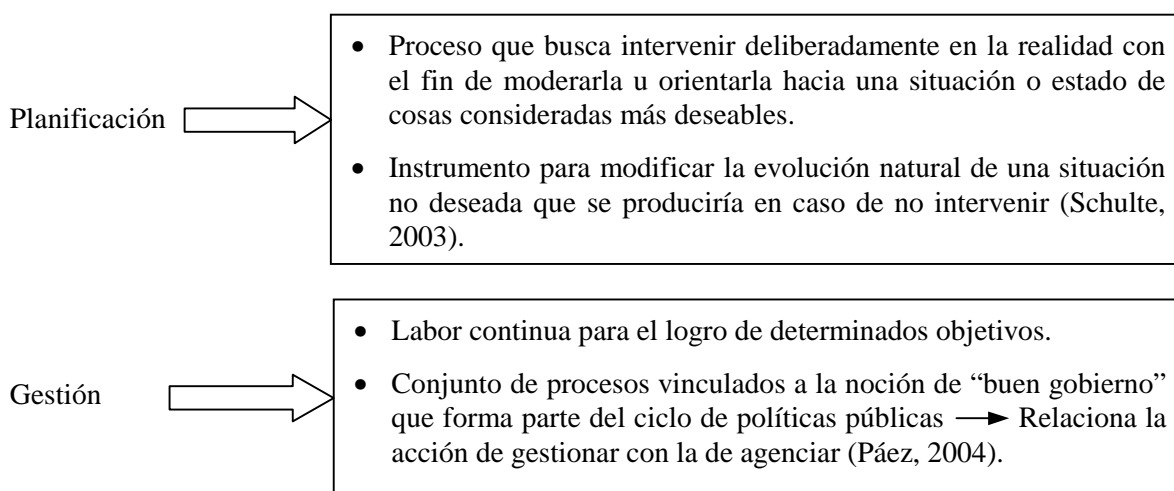 Planificación
• Proceso que busca intervenir deliberadamente en la realidad con
el fin de moderarla u orientarla hacia una situación o estado de
cosas consideradas más deseables.
• Instrumento para modificar la evolución natural de una situación
no deseada que se produciría en caso de no intervenir (Schulte,
2003).
Gestión
• Labor continua para el logro de determinados objetivos.
• Conjunto de procesos vinculados a la noción de “buen gobierno”
que forma parte del ciclo de políticas públicas → Relaciona la
acción de gestionar con la de agenciar (Páez, 2004).